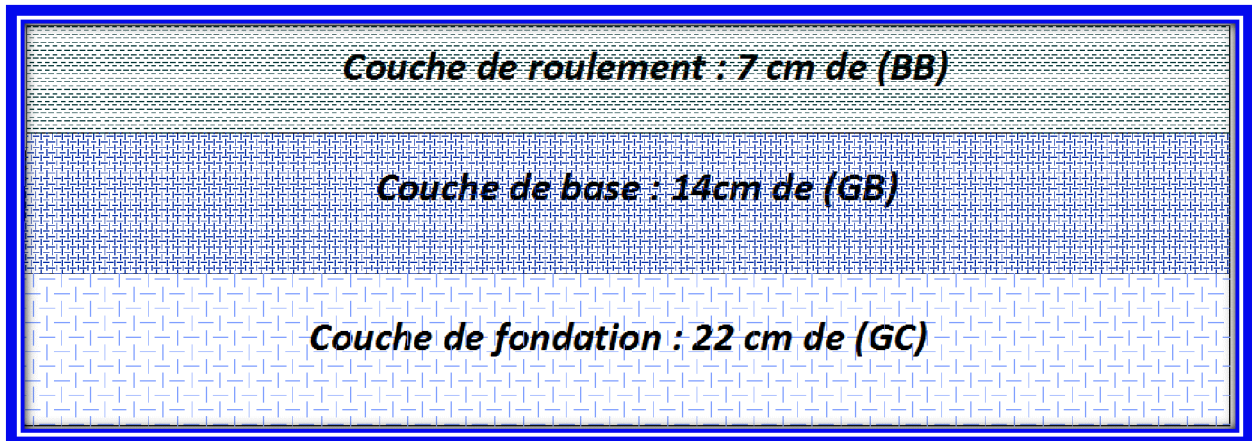 Couche de roulement : 7 cm de (BB)
Couche de base : 14cm de (GB)
Couche de fondation : 22 cm de (GC)